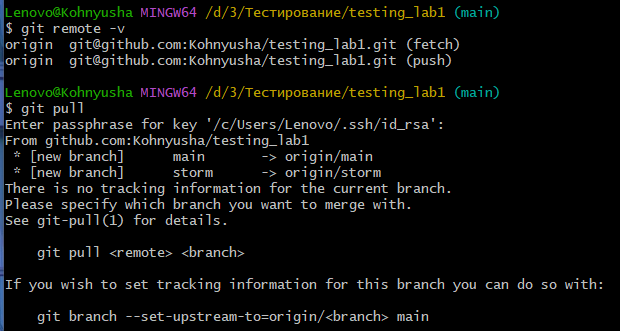 Lenovo@Kohnyusha MINGW64 /d/3/Тестирование/testing_lab1 (main)
$ git remote -v
origin  git@github.com:Kohnyusha/testing_lab1.git (fetch)
origin  git@github.com:Kohnyusha/testing_lab1.git (push)

Lenovo@Kohnyusha MINGW64 /d/3/Тестирование/testing_lab1 (main)
$ git pull
Enter passphrase for key '/c/Users/Lenovo/.ssh/id_rsa':
From github.com:Kohnyusha/testing_lab1
 * [new branch]      main       -> origin/main
 * [new branch]      storm      -> origin/storm
There is no tracking information for the current branch.
Please specify which branch you want to merge with.
See git-pull(1) for details.

    git pull <remote> <branch>

If you wish to set tracking information for this branch you can do so with:

    git branch --set-upstream-to=origin/<branch> main